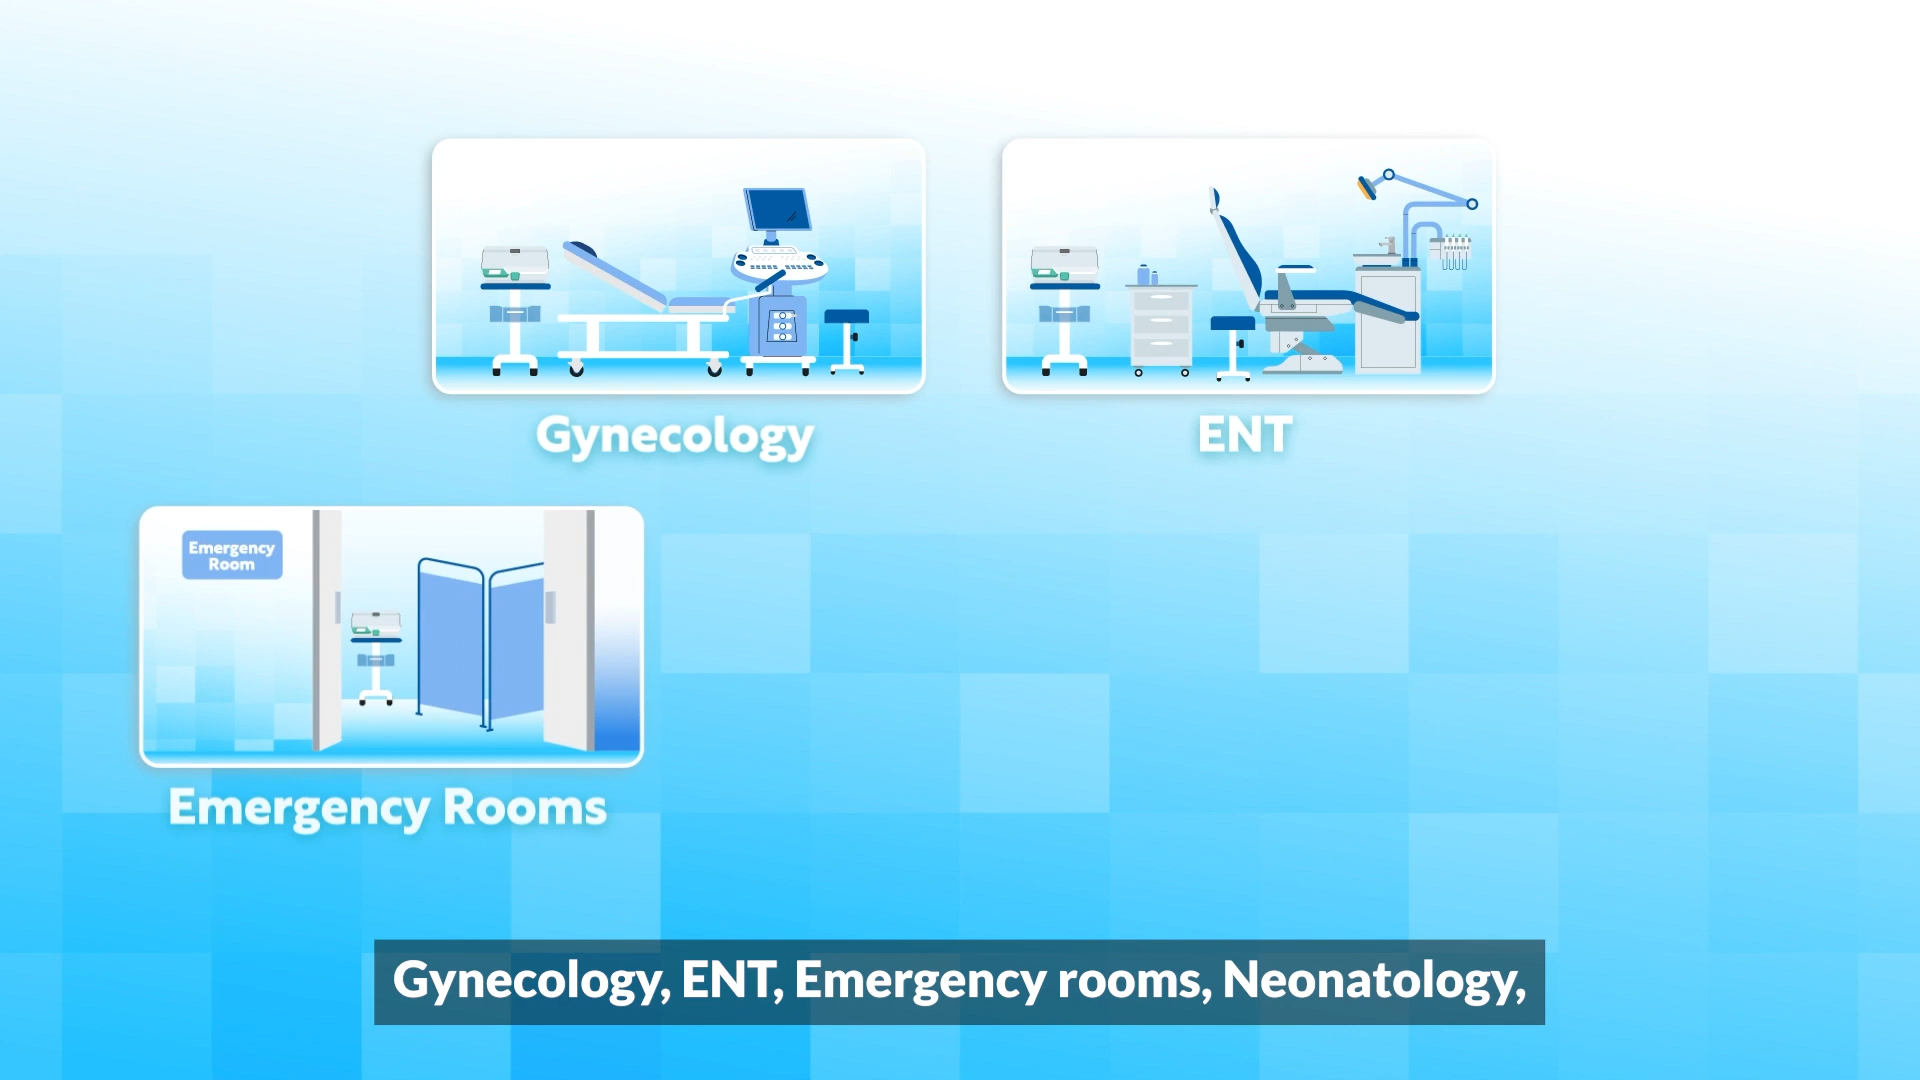 Gynecology
ENT
Emergency
Room
Emergency Rooms
Gynecology, ENT, Emergency rooms, Neonatology,